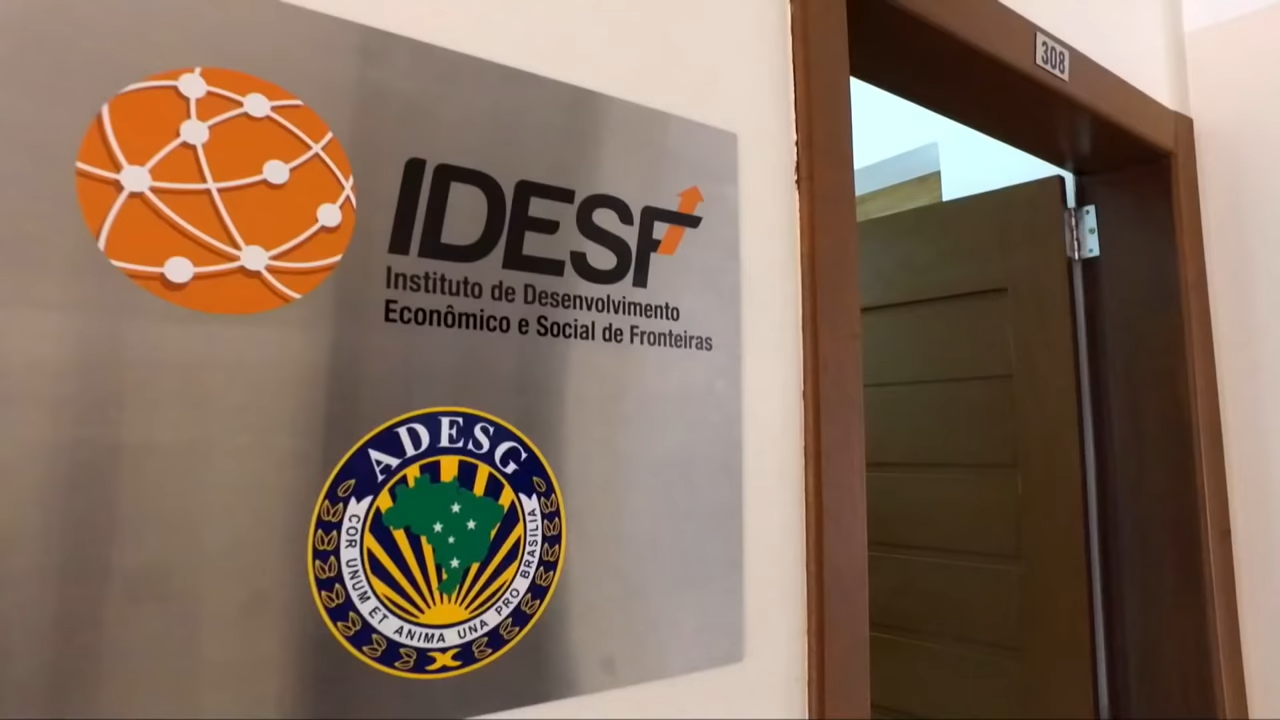 308
IDESF
Instituto de Desenvolvimento
Econômico e Social de Fronteiras
ADESG
COR UNUM ET ANIMA UNA PRO BRASILIA